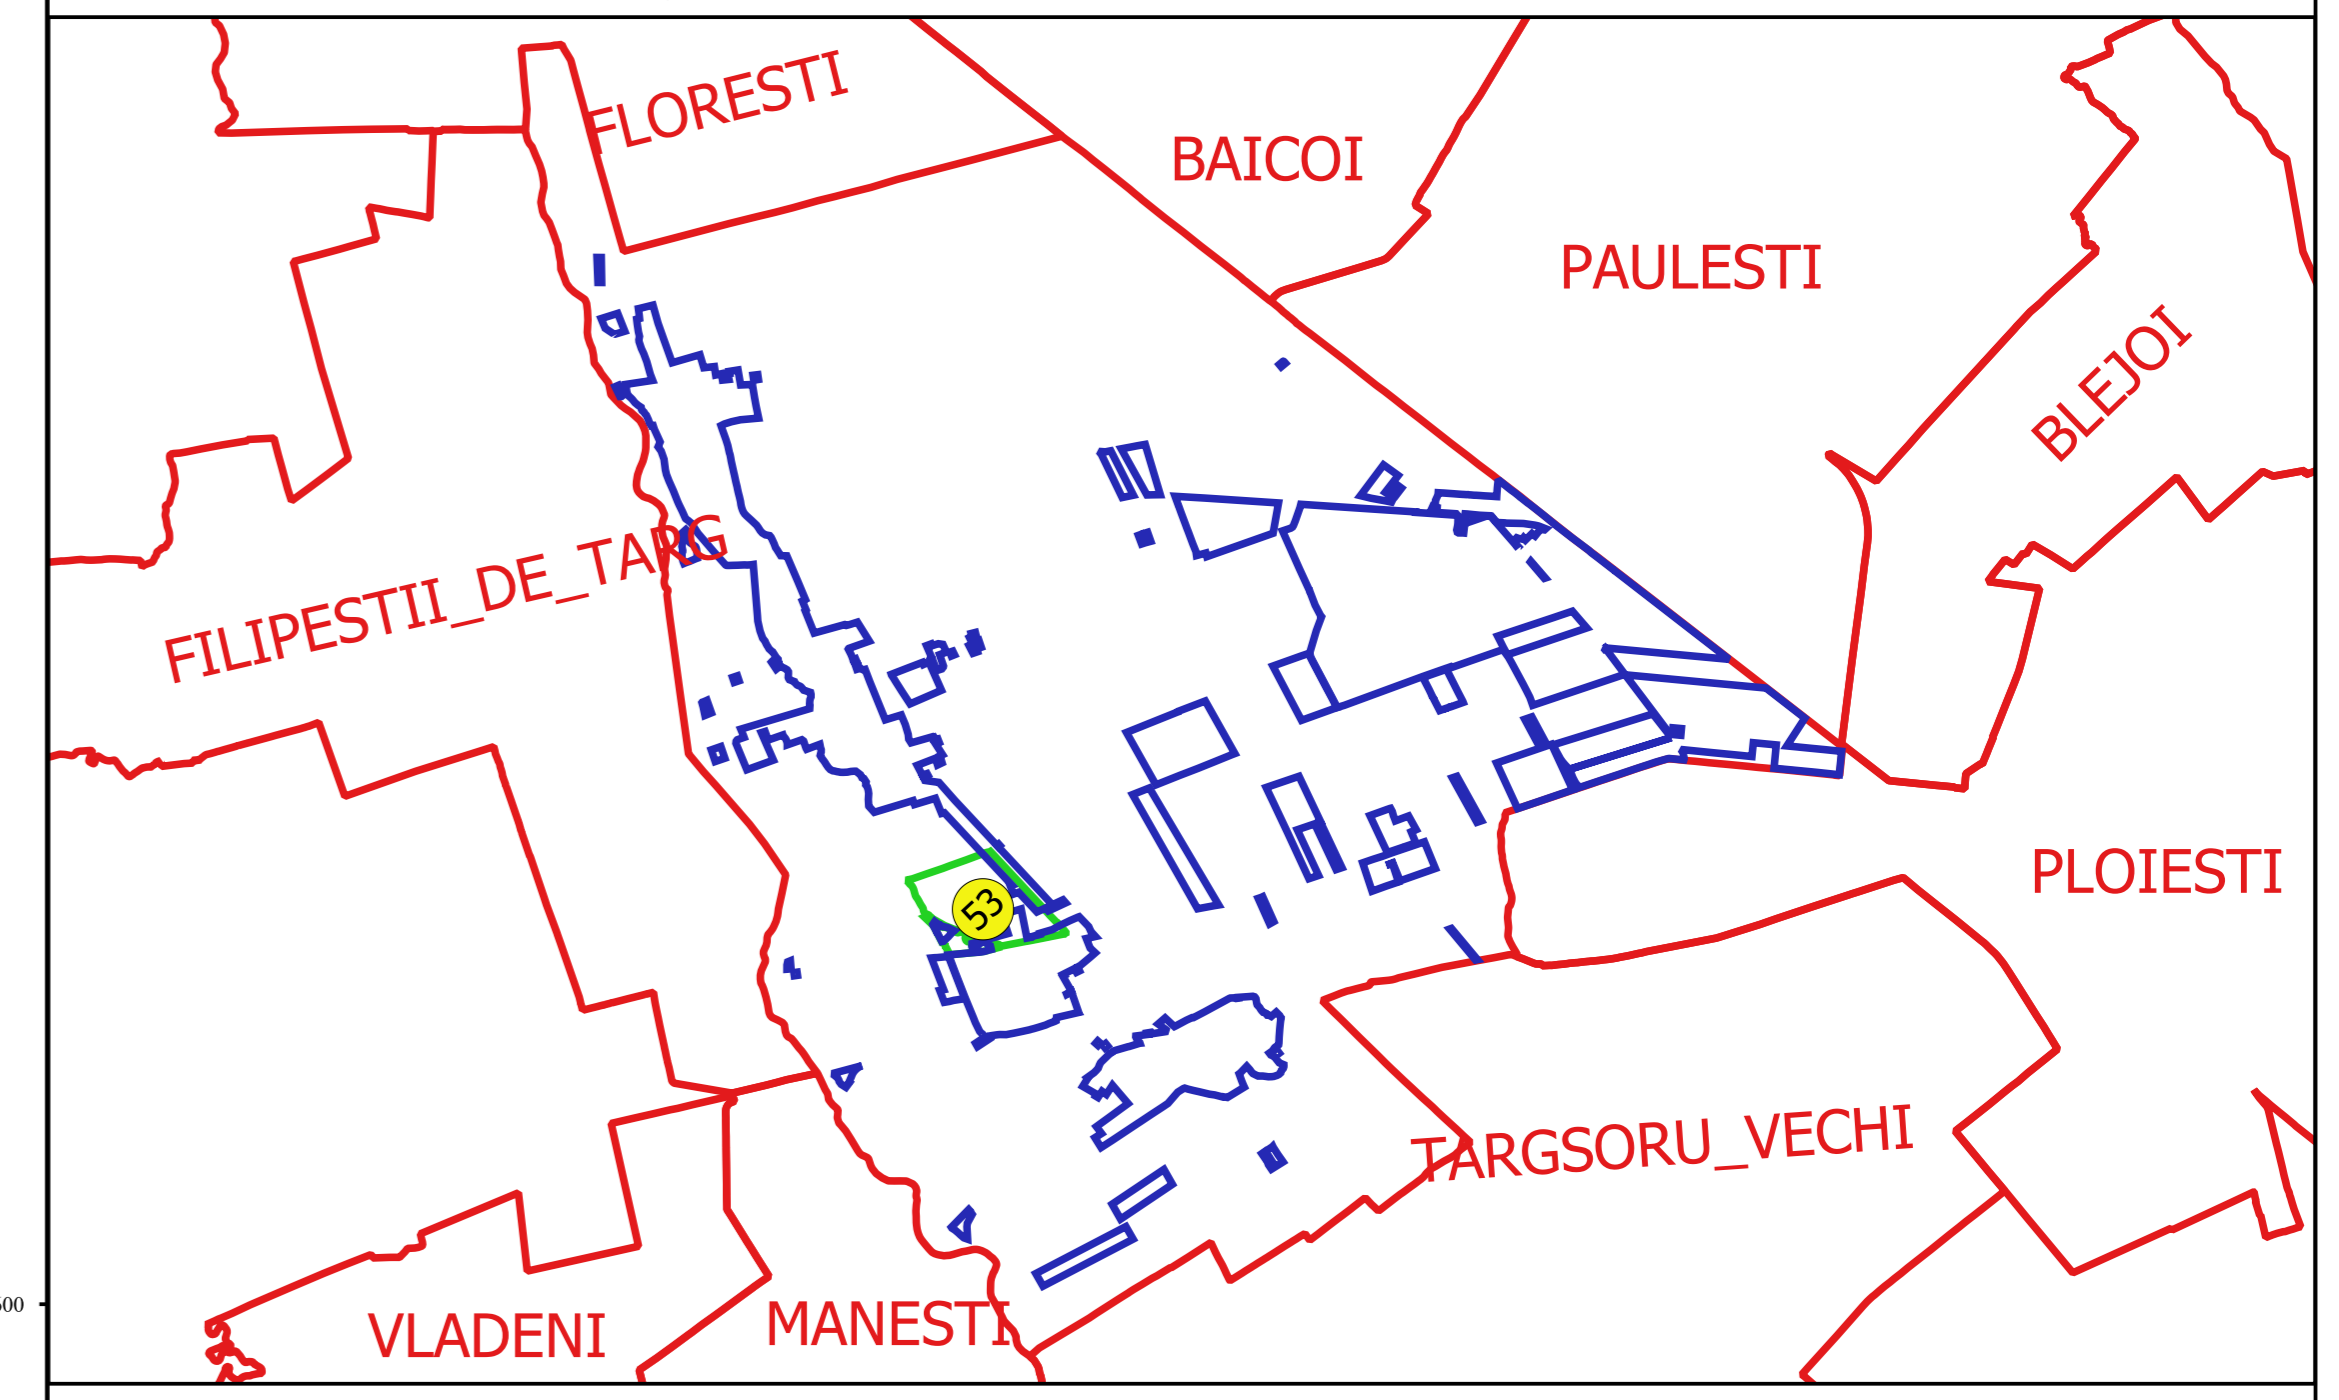 FLORESTI
BAICOI
PAULESTI
BLEJOI
FILIPESTII_DE_TARG
PLOIESTI
53
TARGSORU_VECHI
VLADENI
MANESTI